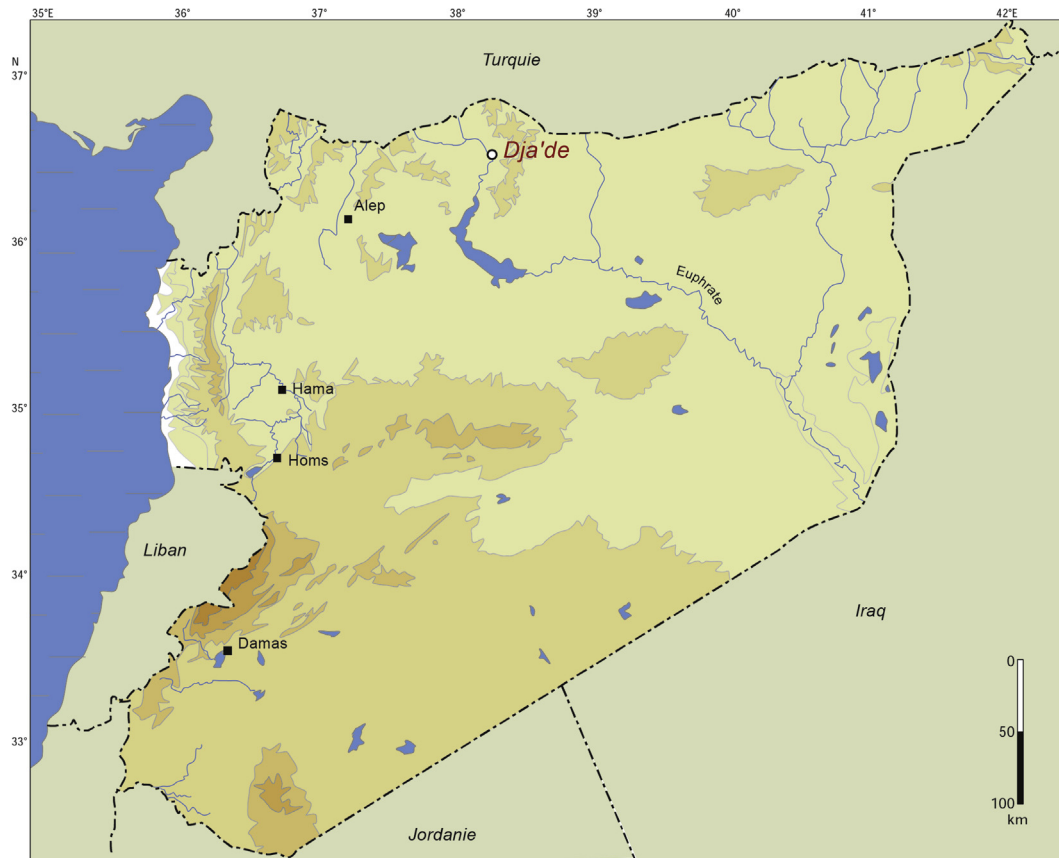 35°E 36° 37° 38° 39° 40° 41° 42°E
N
37°
Turquie
Dja'de
Alep
36°
Euphrate
Hama
35°
Homs
Liban
34°
Iraq
Damas
0
33°
50
100
km
Jordanie